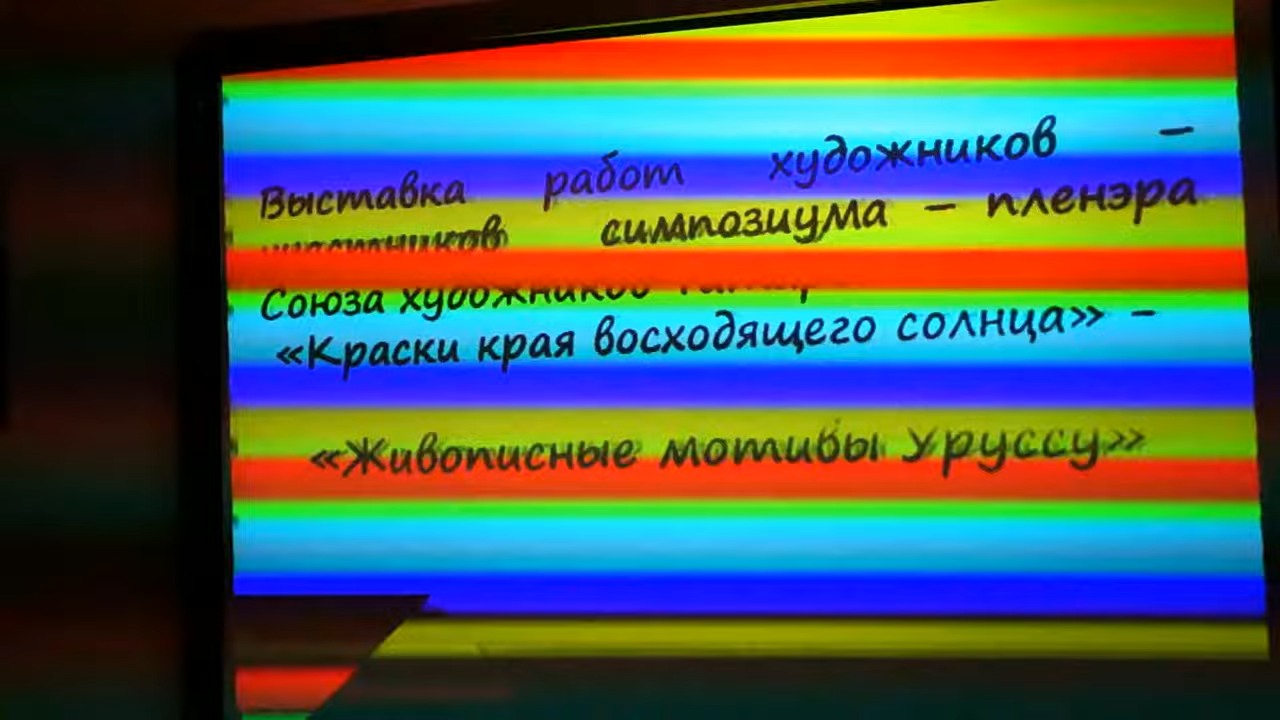 Выставка работ художников –
симпозиума – пленэра
Союза художников
«Краски края восходящего солнца» –
«Живописные мотивы Уруссу»